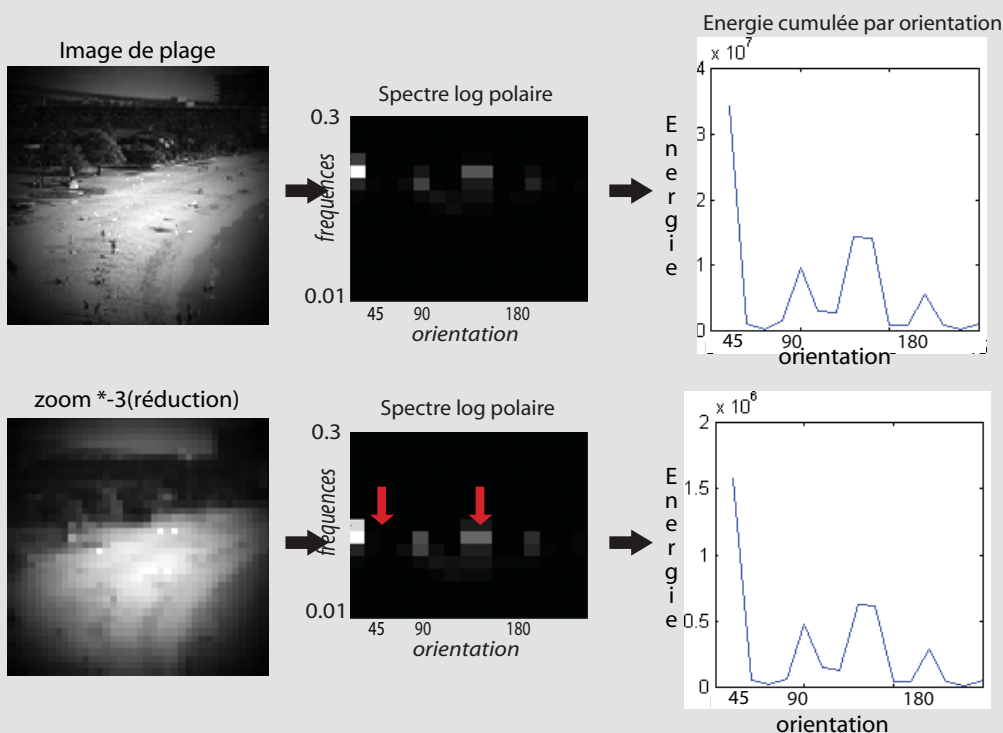 Image de plage
Spectre log polaire
0.3
frequences
0.01
45 90 180
orientation
Energie cumulée par orientation
x 10^7
4
3
2
1
0
Energie
45 90 180
orientation
zoom *-3(réduction)
Spectre log polaire
0.3
frequences
0.01
45 90 180
orientation
x 10^6
2
1.5
1
0.5
0
Energie
45 90 180
orientation